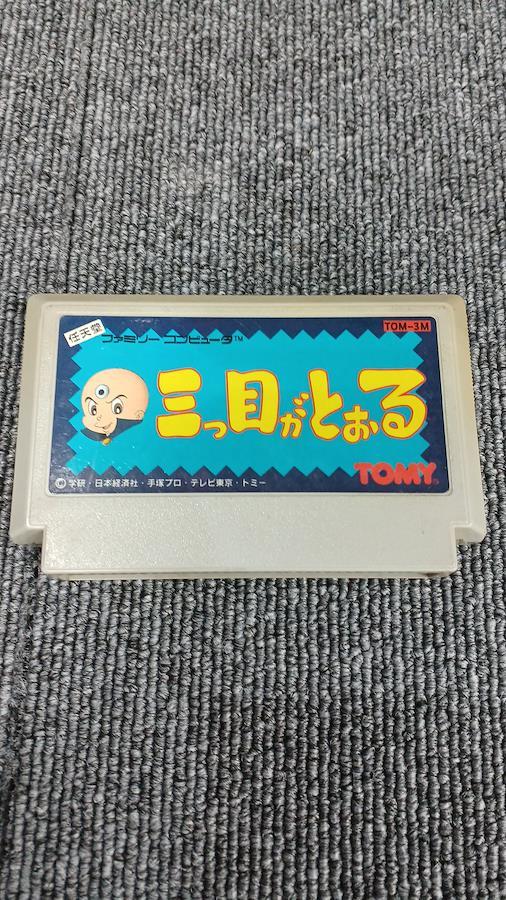 任天堂 ファミリーコンピュータ™
TOM-3M
三つ目がとおる
TOMY
©学研・日本経済社・手塚プロ・テレビ東京・トミー